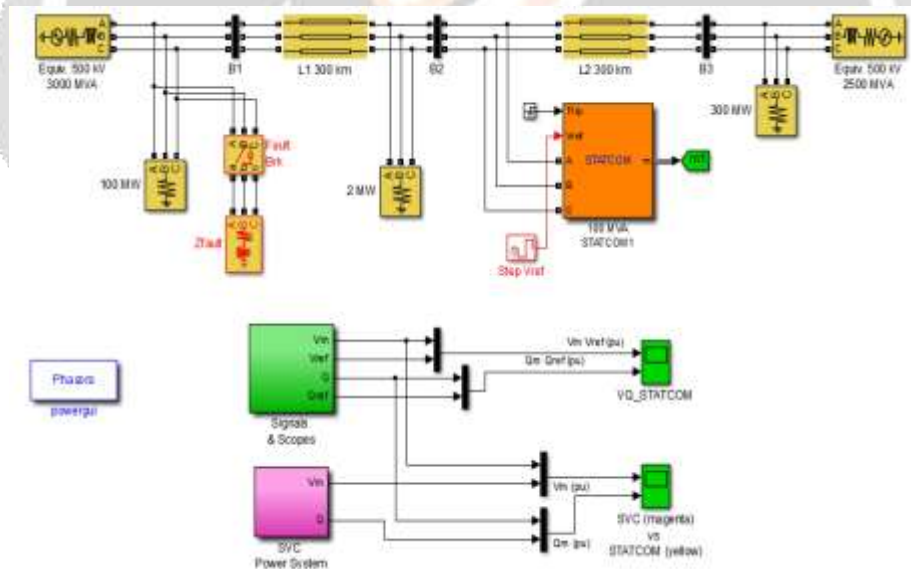 A
B
C
Equiv. 500 kV
3000 MVA
B1
L1 300 km
B2
L2 300 km
B3
A
B
C
Equiv. 500 kV
2500 MVA
A B C
100 MW
A B C
Fault
Brk
A B C
A B C
Zfault
A B C
2 MW
A B C
300 MW
Trip
Vref
A
B
C
STATCOM
m
100 MVA
STATCOM1
Step Vref
Phasors
powergui
Vm
Vref
Q
Qref
Signals
& Scopes
Vm Vref (pu)
Qm Qref (pu)
VQ_STATCOM
Vm
Q
SVC
Power System
Vm (pu)
Qm (pu)
SVC (magenta)
vs
STATCOM (yellow)